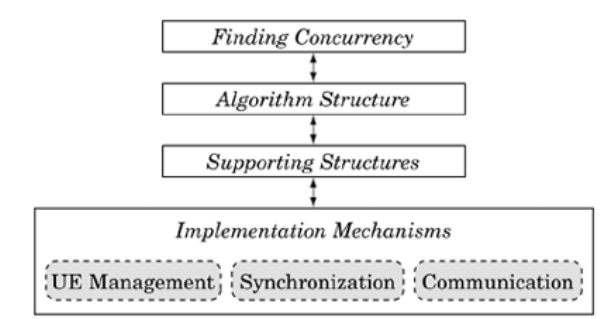 Finding Concurrency
Algorithm Structure
Supporting Structures
Implementation Mechanisms
UE Management Synchronization Communication